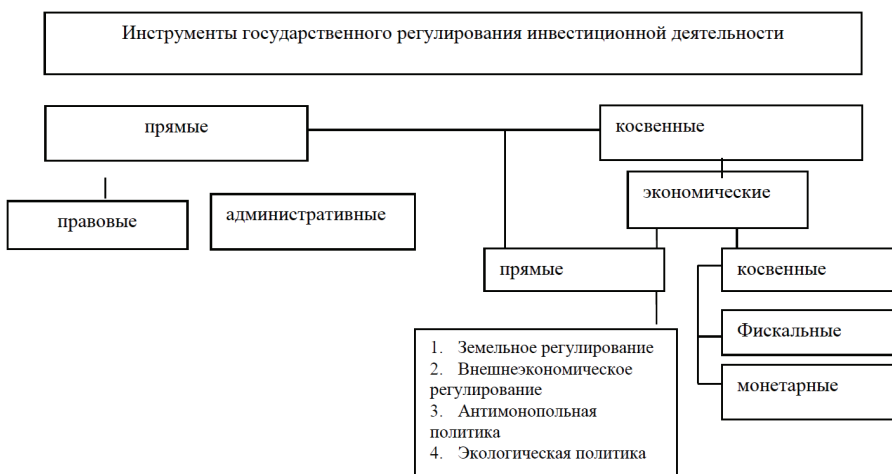 Инструменты государственного регулирования инвестиционной деятельности
прямые
косвенные
экономические
правовые
административные
прямые
косвенные
Фискальные
монетарные
1. Земельное регулирование
2. Внешнеэкономическое
регулирование
3. Антимонопольная
политика
4. Экологическая политика